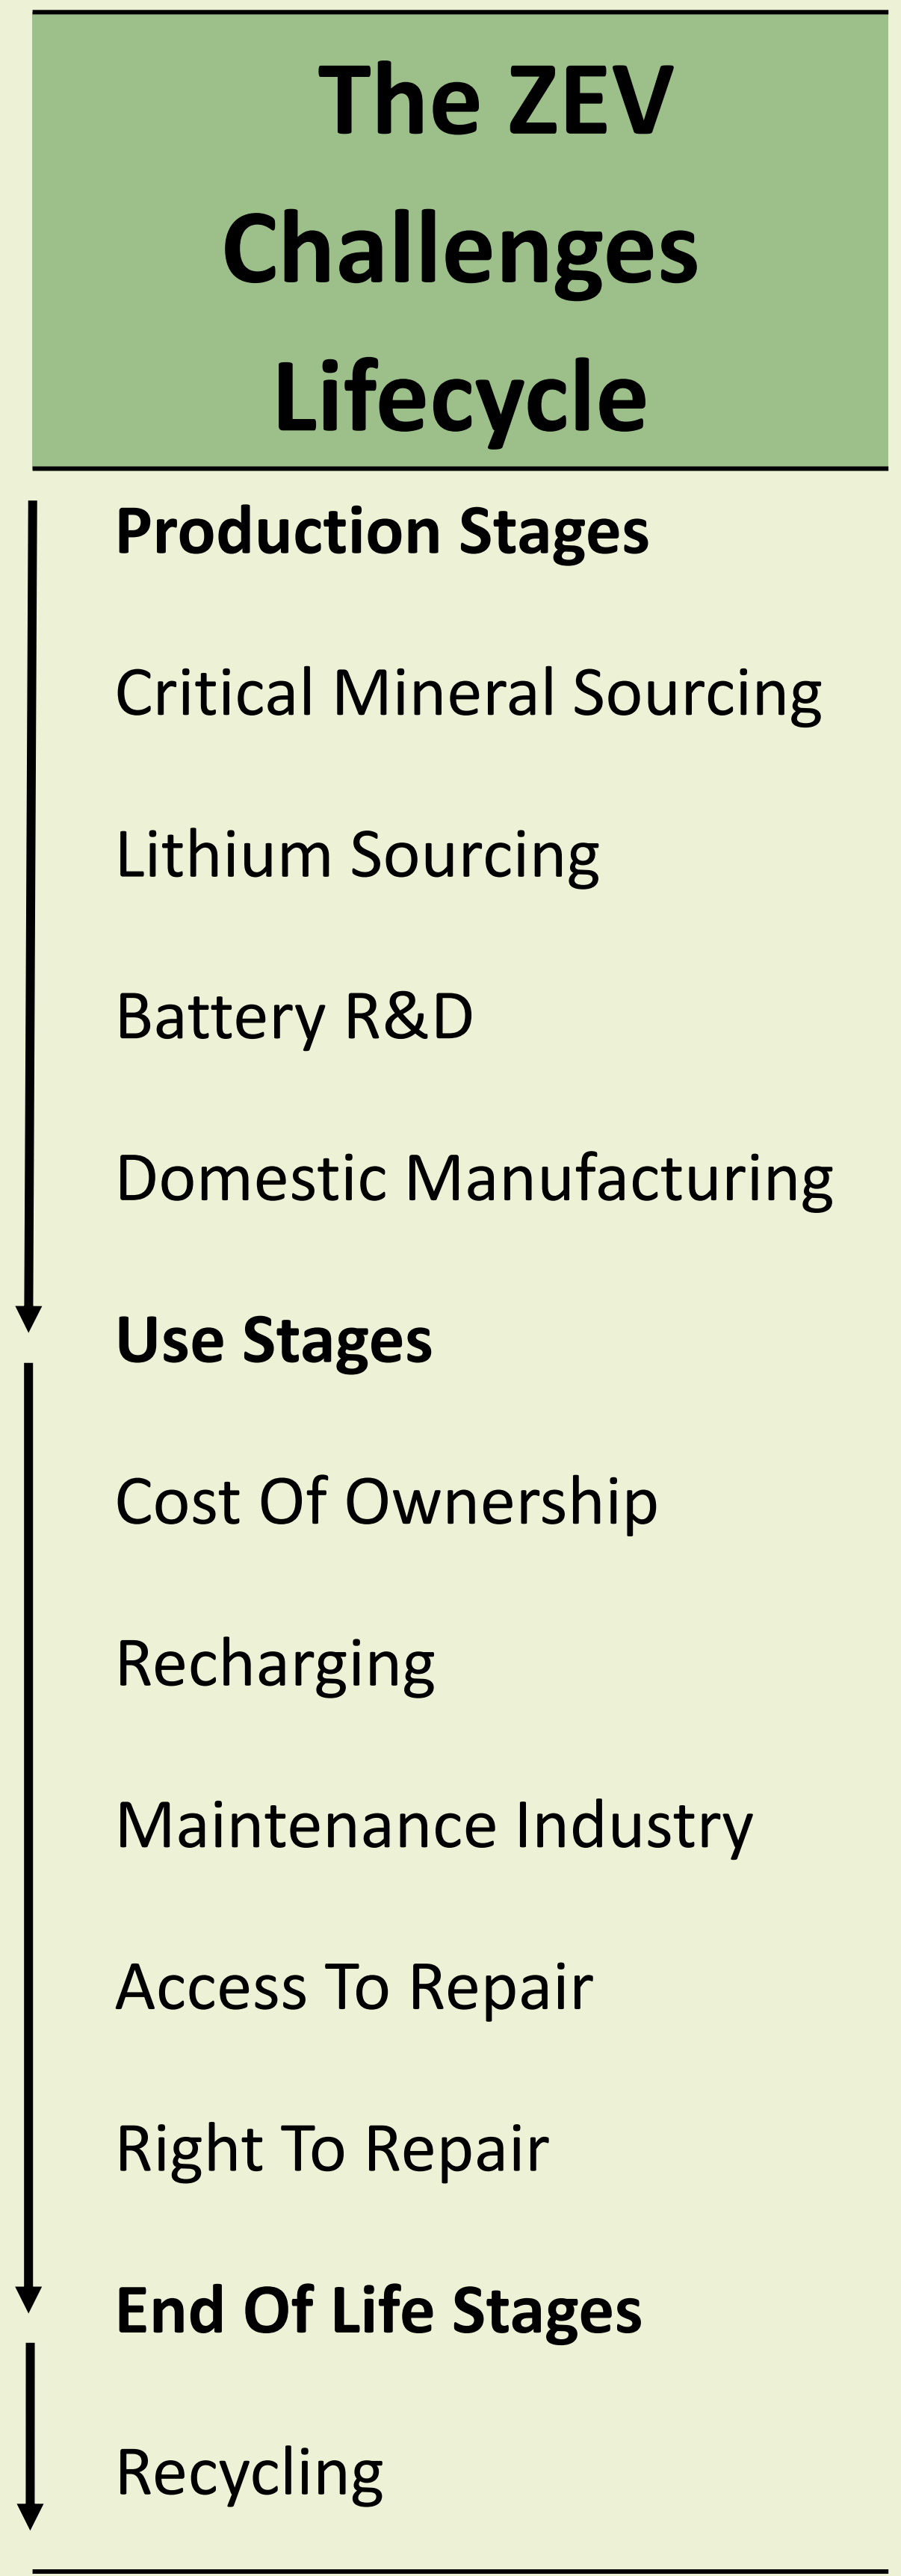 The ZEV
Challenges
Lifecycle
Production Stages
Critical Mineral Sourcing
Lithium Sourcing
Battery R&D
Domestic Manufacturing
Use Stages
Cost Of Ownership
Recharging
Maintenance Industry
Access To Repair
Right To Repair
End Of Life Stages
Recycling